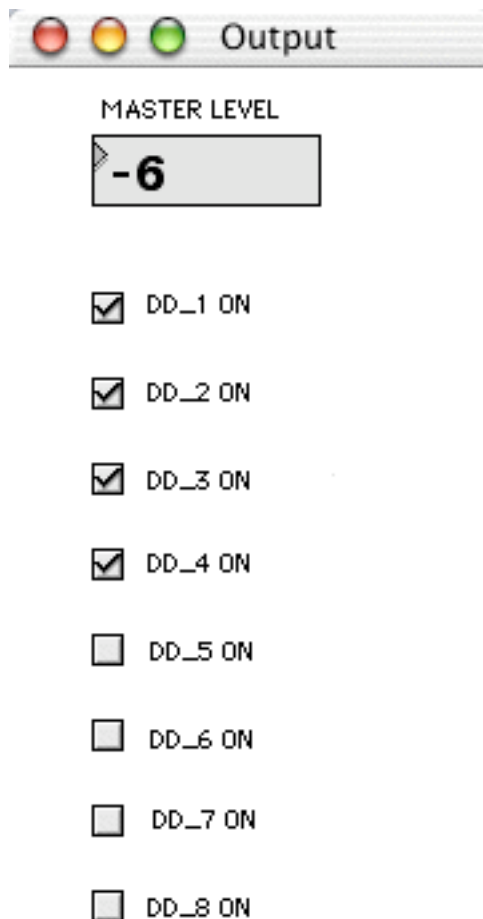 Output
MASTER LEVEL
-6
DD_1 ON
DD_2 ON
DD_3 ON
DD_4 ON
DD_5 ON
DD_6 ON
DD_7 ON
DD_8 ON